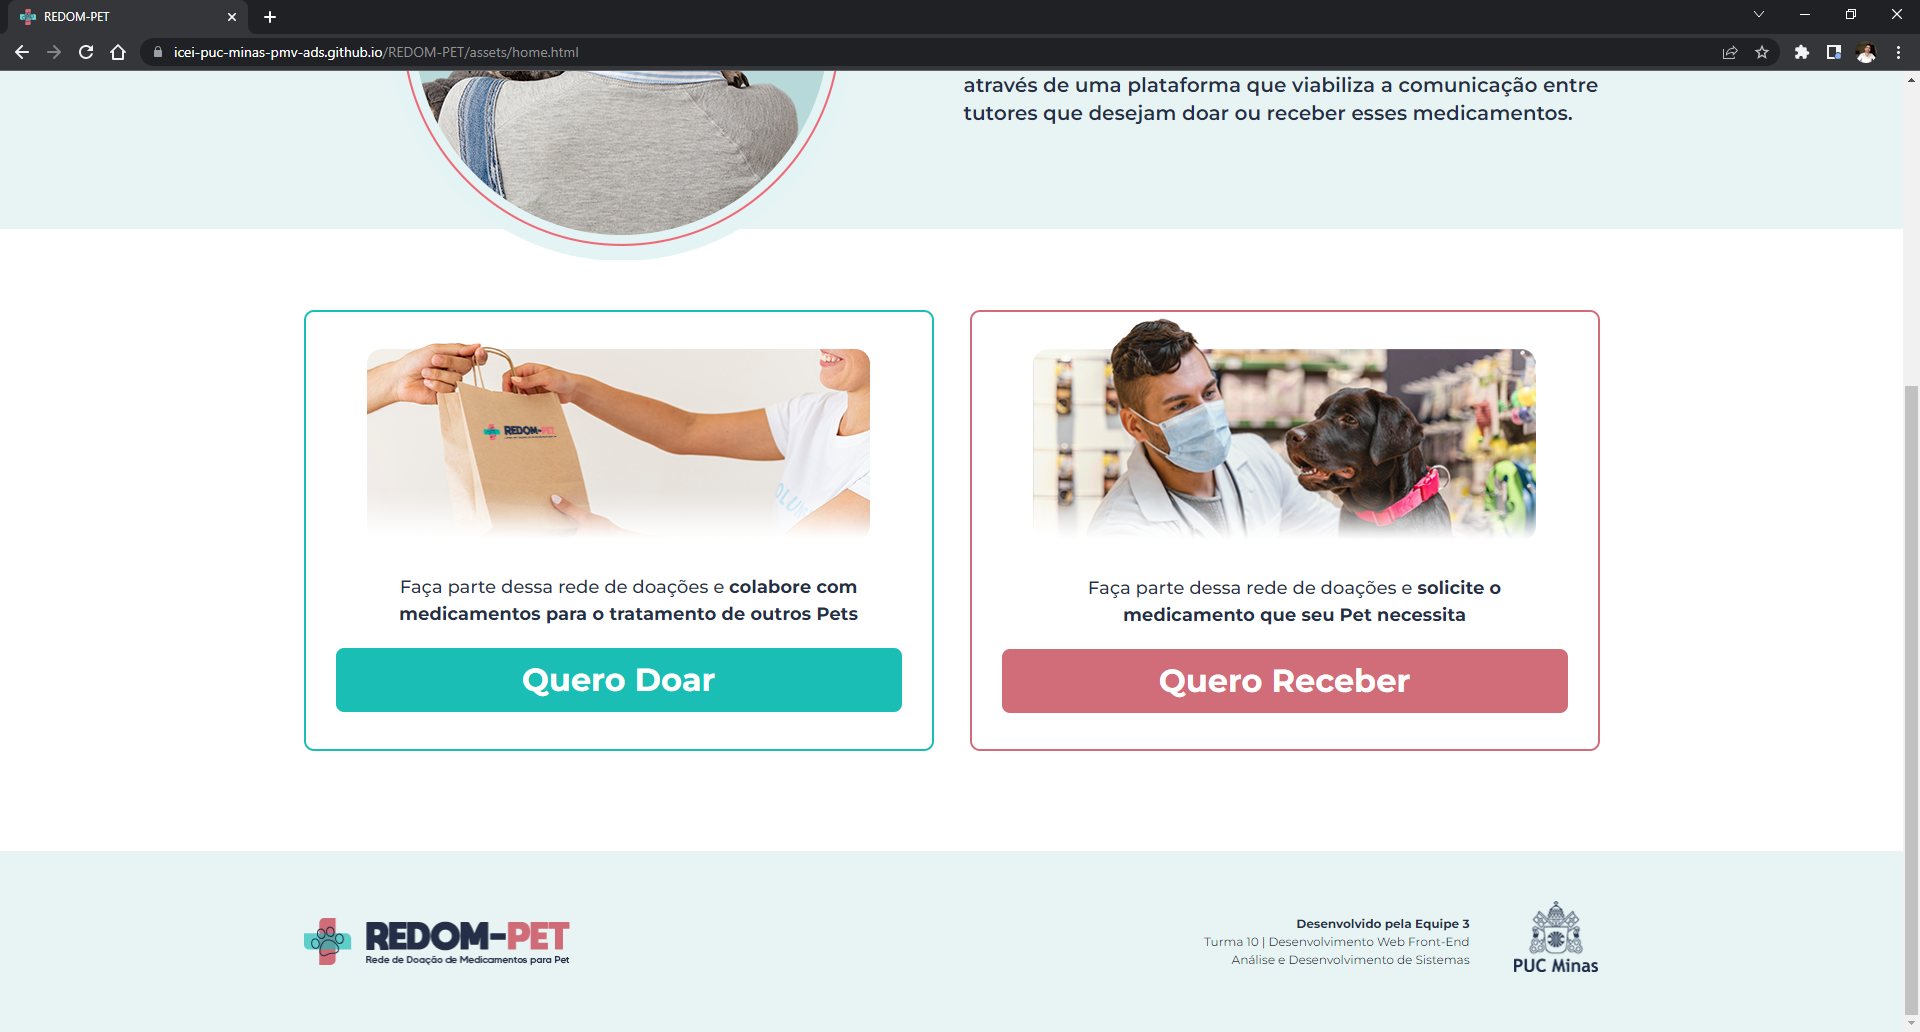 REDOM-PET
icei-puc-minas-pmv-ads.github.io/REDOM-PET/assets/home.html
através de uma plataforma que viabiliza a comunicação entre
tutores que desejam doar ou receber esses medicamentos.
REDOM-PET
OLUN
Faça parte dessa rede de doações e colabore com
medicamentos para o tratamento de outros Pets
Quero Doar
Faça parte dessa rede de doações e solicite o
medicamento que seu Pet necessita
Quero Receber
REDOM-PET
Rede de Doação de Medicamentos para Pet
Desenvolvido pela Equipe 3
Turma 10 | Desenvolvimento Web Front-End
Análise e Desenvolvimento de Sistemas
PUC Minas